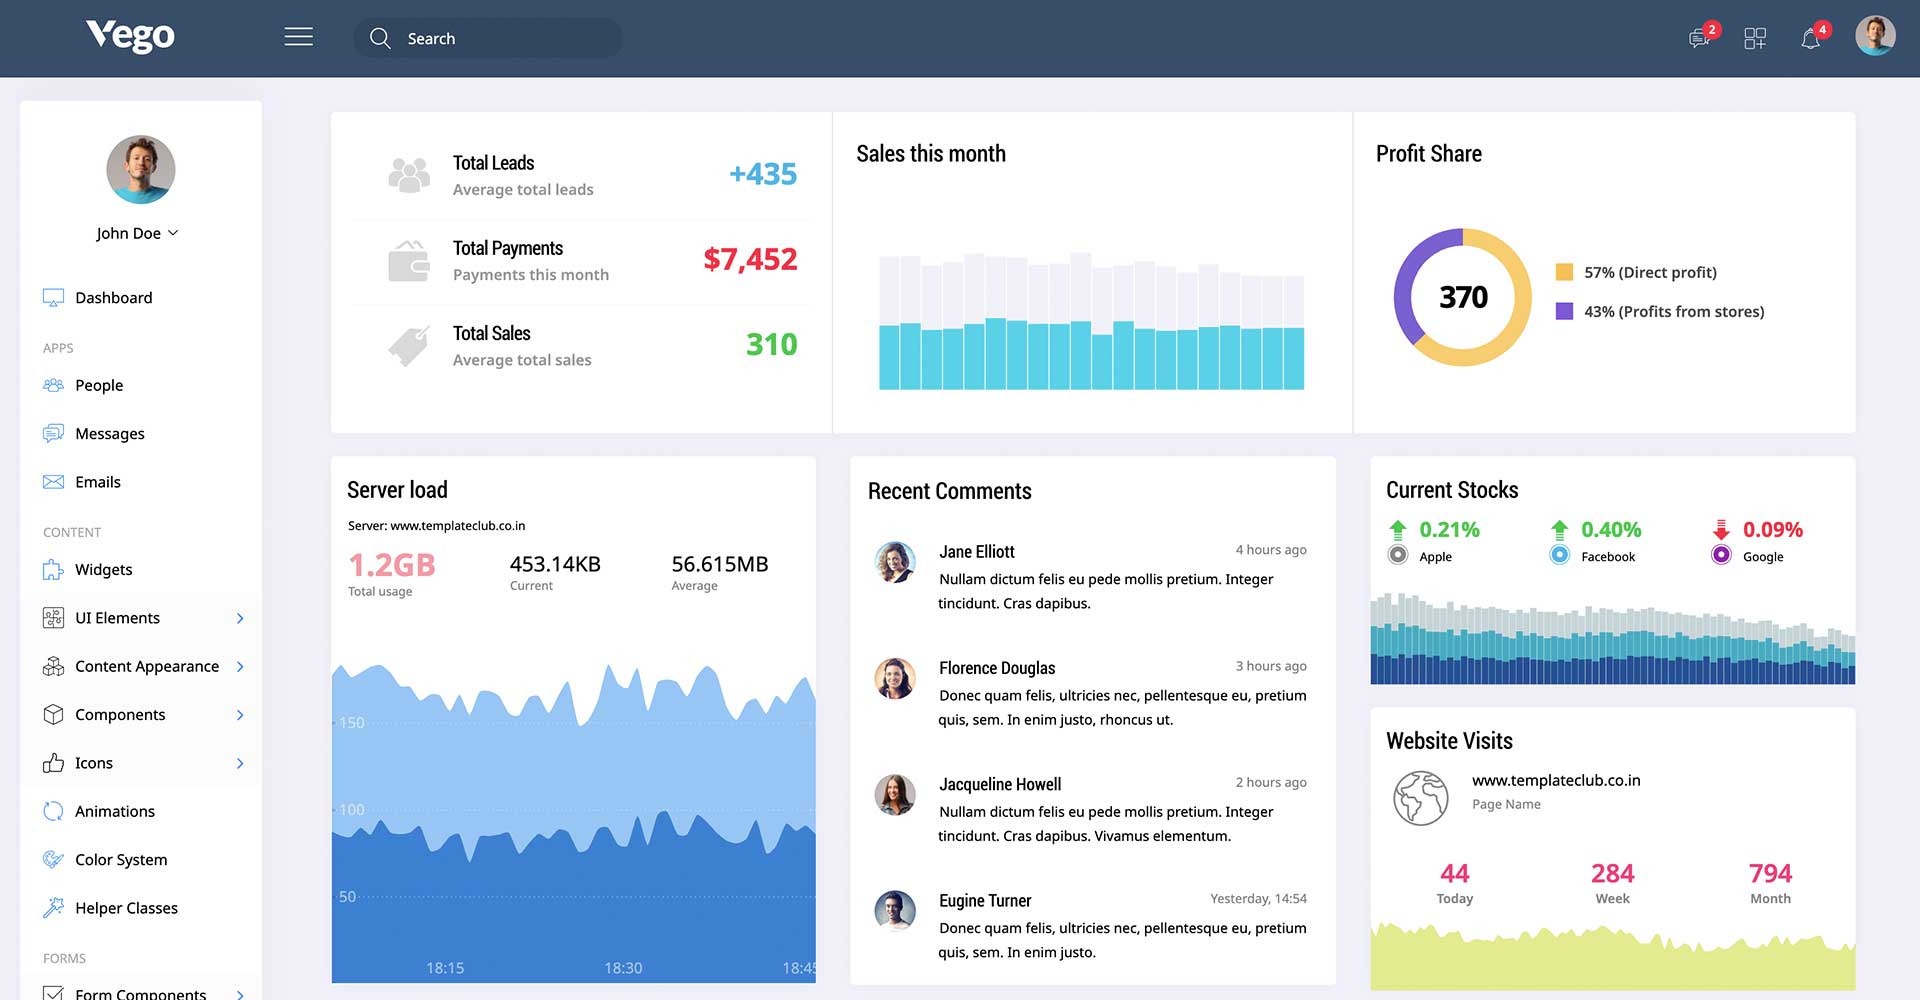 Vego
Search
2
4
John Doe
Dashboard
APPS
People
Messages
Emails
CONTENT
Widgets
UI Elements
Content Appearance
Components
Icons
Animations
Color System
Helper Classes
FORMS
Form Components
Total Leads
Average total leads
+435
Total Payments
Payments this month
$7,452
Total Sales
Average total sales
310
Sales this month
Profit Share
370
57% (Direct profit)
43% (Profits from stores)
Server load
Server: www.templateclub.co.in
1.2GB
Total usage
453.14KB
Current
56.615MB
Average
150
100
50
18:15
18:30
18:45
Recent Comments
Jane Elliott
4 hours ago
Nullam dictum felis eu pede mollis pretium. Integer
tincidunt. Cras dapibus.
Florence Douglas
3 hours ago
Donec quam felis, ultricies nec, pellentesque eu, pretium
quis, sem. In enim justo, rhoncus ut.
Jacqueline Howell
2 hours ago
Nullam dictum felis eu pede mollis pretium. Integer
tincidunt. Cras dapibus. Vivamus elementum.
Eugine Turner
Yesterday, 14:54
Donec quam felis, ultricies nec, pellentesque eu, pretium
quis, sem. In enim justo.
Current Stocks
0.21%
Apple
0.40%
Facebook
0.09%
Google
Website Visits
www.templateclub.co.in
Page Name
44
Today
284
Week
794
Month